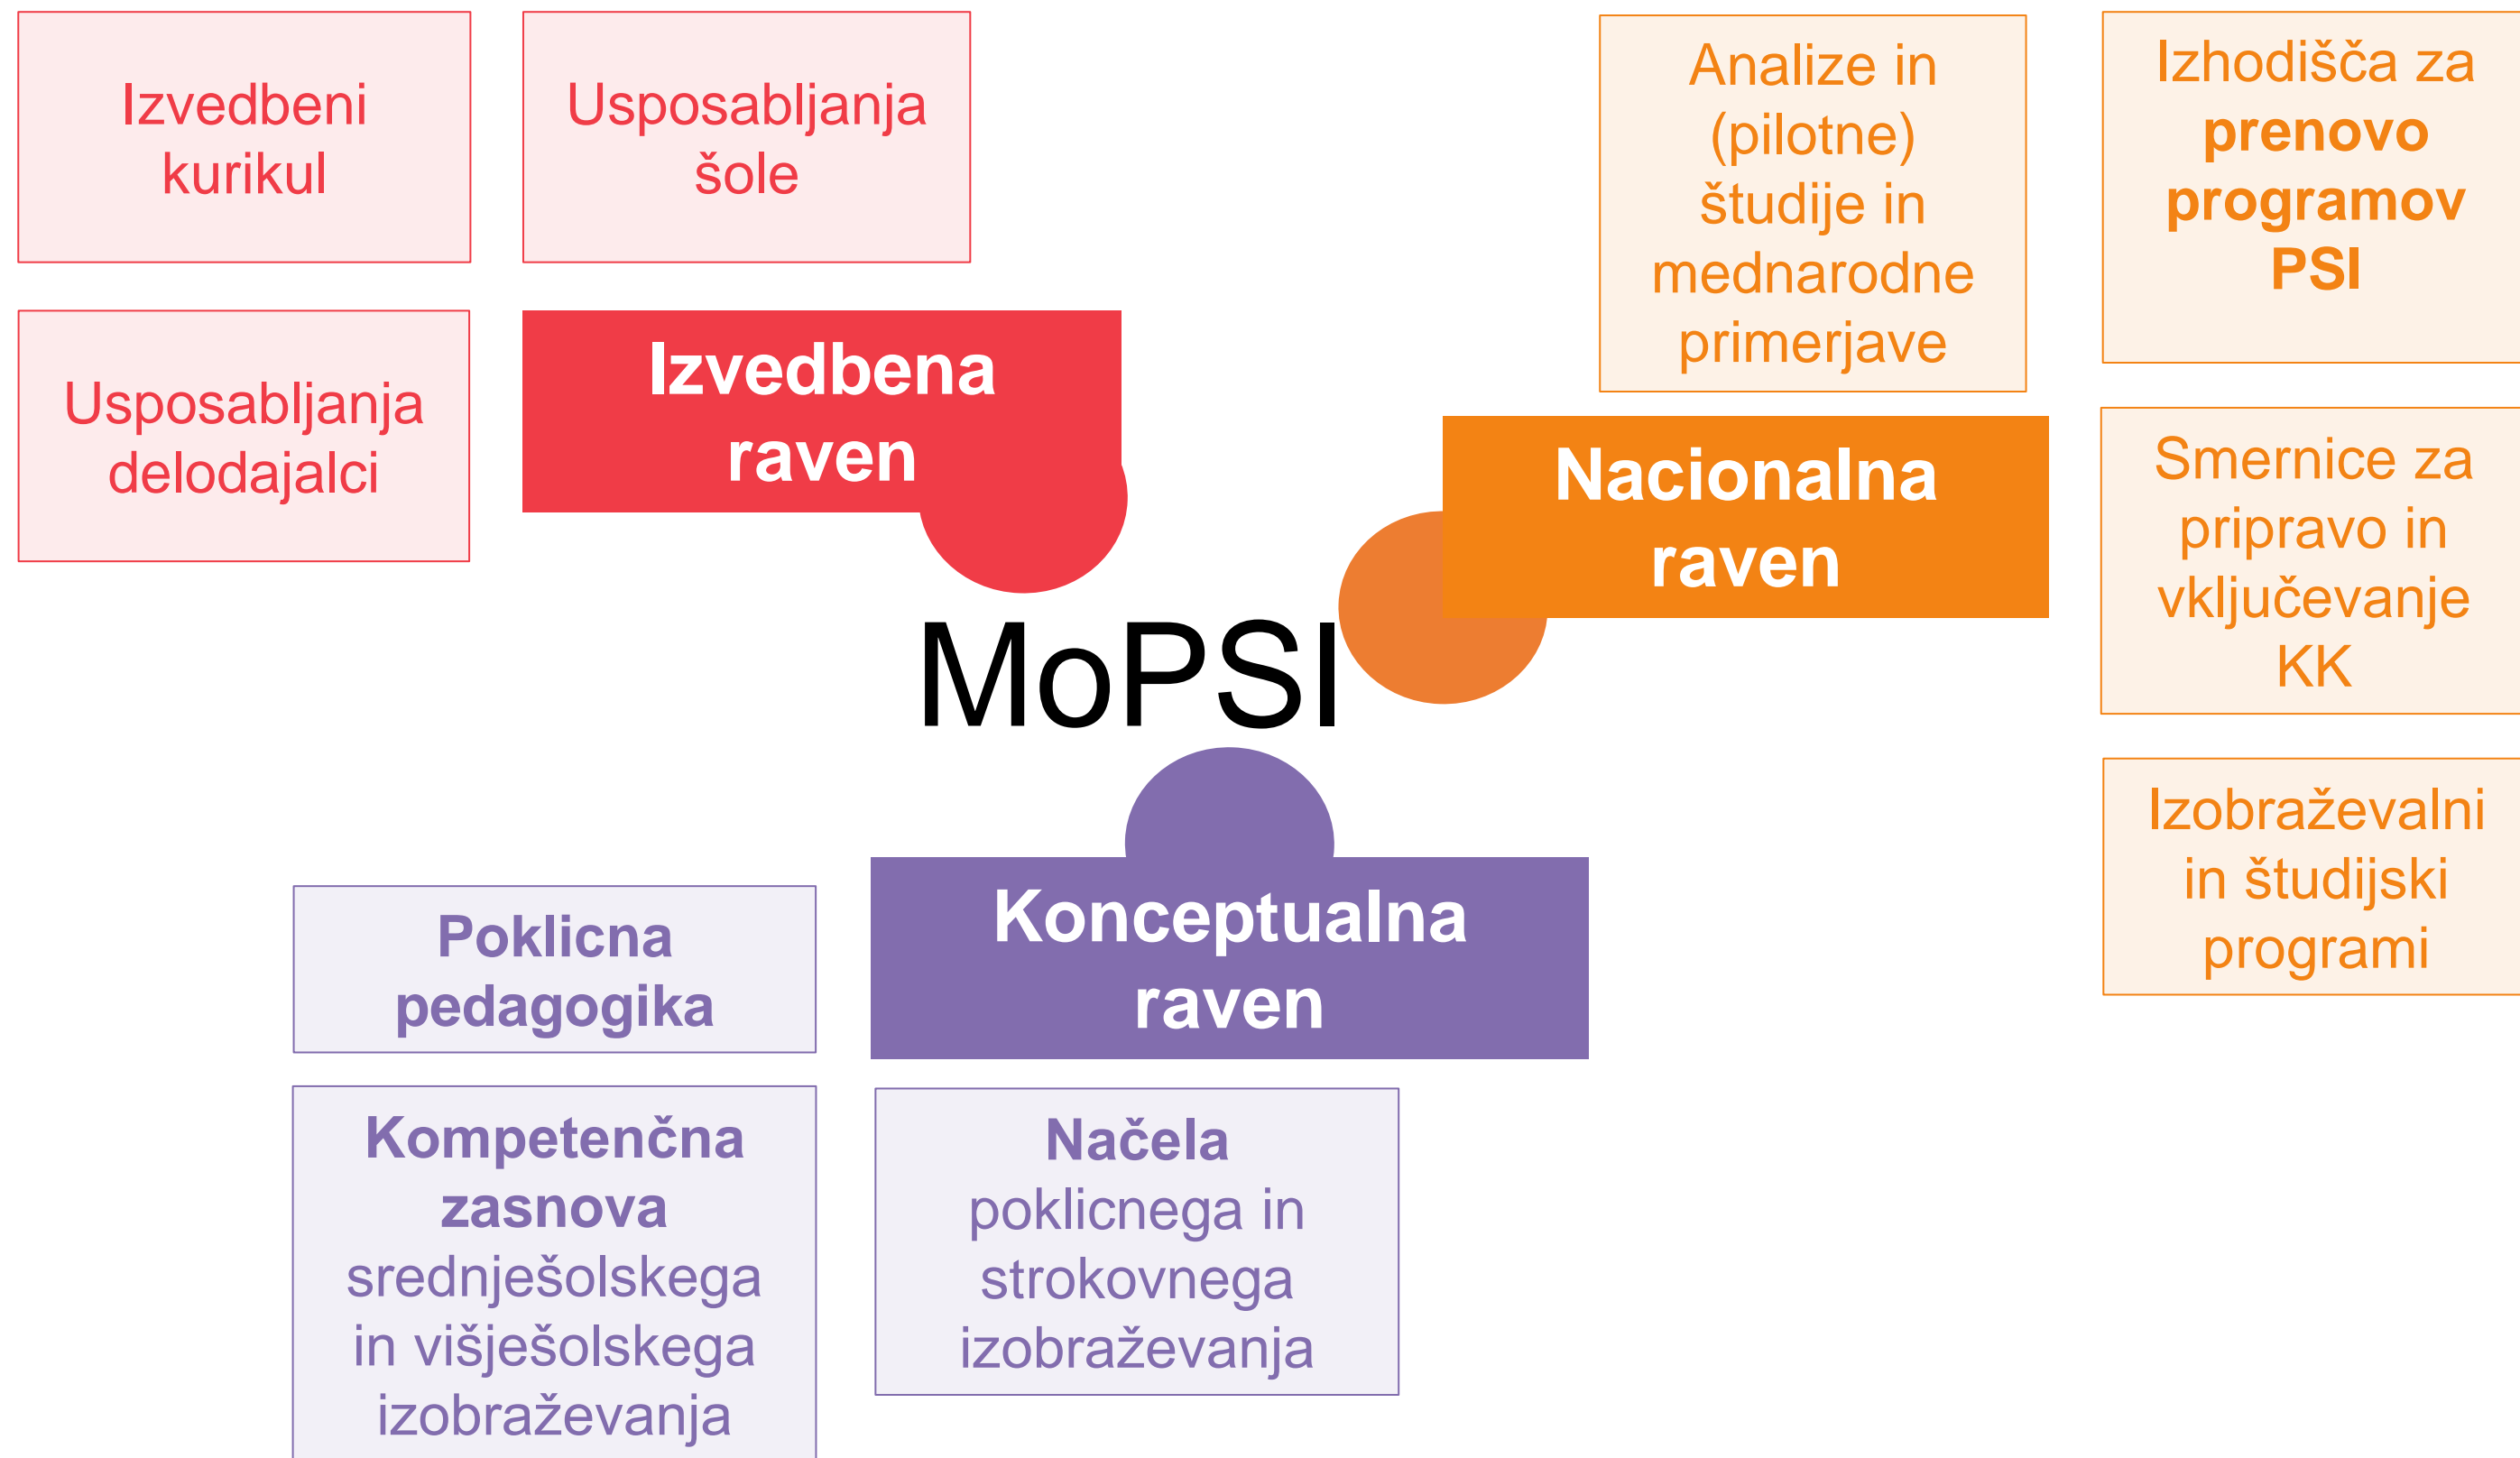 Izvedbeni
kurikul
Usposabljanja
šole
Usposabljanja
delodajalci
Izvedbena
raven
Analize in
(pilotne)
študije in
mednarodne
primerjave
Izhodišča za
prenovo
programov
PSI
Nacionalna
raven
Smernice za
pripravo in
vključevanje
KK
Izobraževalni
in študijski
programi
MoPSI
Konceptualna
raven
Poklicna
pedagogika
Kompetenčna
zasnova
srednješolskega
in višješolskega
izobraževanja
Načela
poklicnega in
strokovnega
izobraževanja